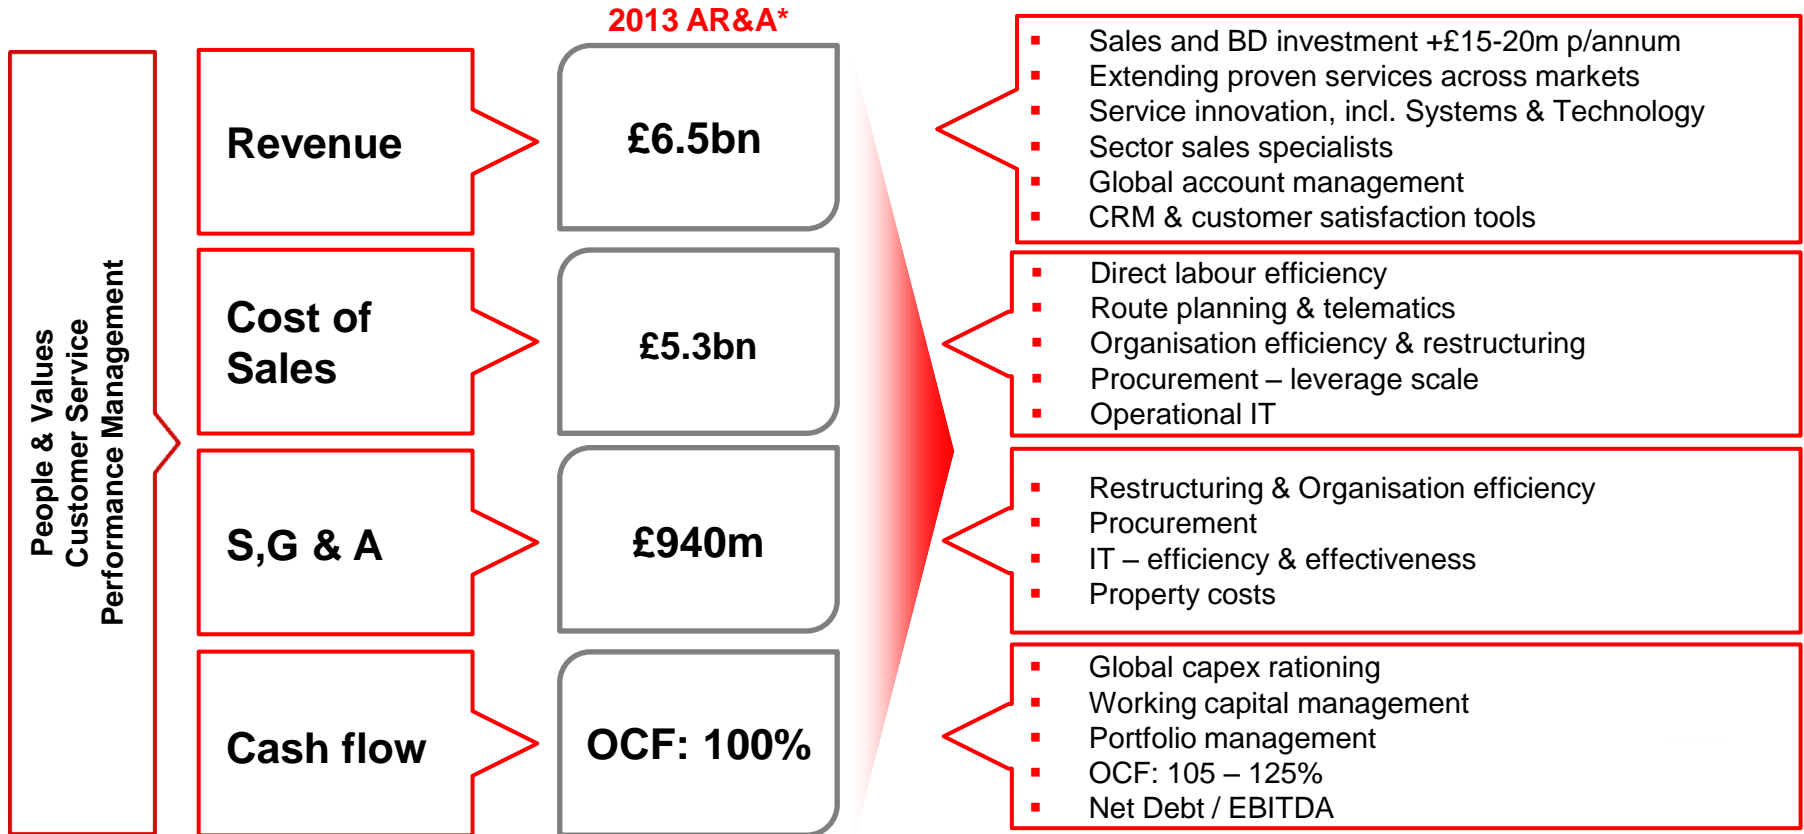 2013 AR&A*
People & Values
Customer Service
Performance Management
Revenue
£6.5bn
▪ Sales and BD investment +£15-20m p/annum
▪ Extending proven services across markets
▪ Service innovation, incl. Systems & Technology
▪ Sector sales specialists
▪ Global account management
▪ CRM & customer satisfaction tools
Cost of
Sales
£5.3bn
▪ Direct labour efficiency
▪ Route planning & telematics
▪ Organisation efficiency & restructuring
▪ Procurement – leverage scale
▪ Operational IT
S,G & A
£940m
▪ Restructuring & Organisation efficiency
▪ Procurement
▪ IT – efficiency & effectiveness
▪ Property costs
Cash flow
OCF: 100%
▪ Global capex rationing
▪ Working capital management
▪ Portfolio management
▪ OCF: 105 – 125%
▪ Net Debt / EBITDA